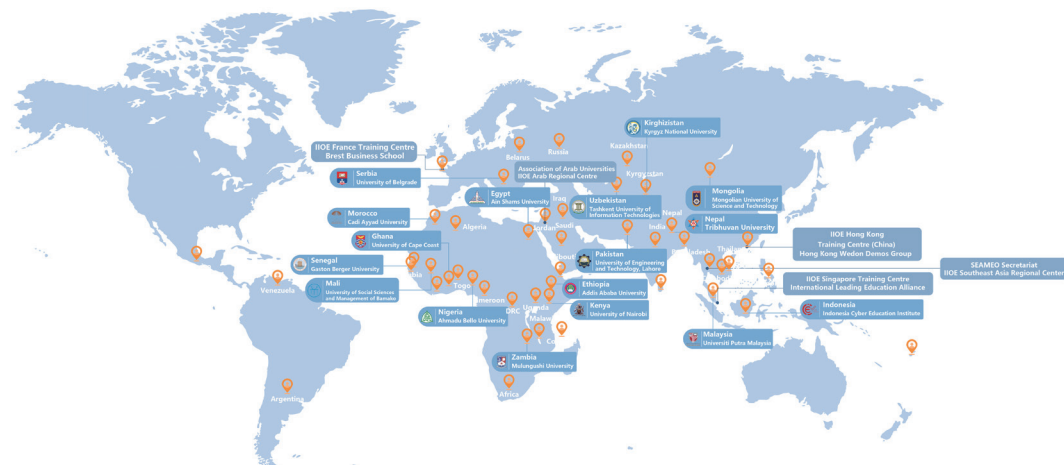 Kirghizistan
Kyrgyz National University
IIOE France Training Centre
Brest Business School
Belarus
Russia
Kazakhstan
Serbia
University of Belgrade
Association of Arab Universities
IIOE Arab Regional Centre
Kyrgyzstan
Mongolia
Mongolian University of
Science and Technology
Egypt
Ain Shams University
Uzbekistan
Tashkent University of
Information Technologies
Iraq
Morocco
Cadi Ayyad University
Algeria
Jordan
Saudi
Nepal
India
Nepal
Tribhuvan University
Ghana
University of Cape Coast
IIOE Hong Kong
Training Centre (China)
Hong Kong Wedon Demos Group
Pakistan
University of Engineering
and Technology, Lahore
Senegal
Gaston Berger University
SEAMEO Secretariat
IIOE Southeast Asia Regional Center
IIOE Singapore Training Centre
International Leading Education Alliance
Venezuela
Mali
University of Social Sciences
and Management of Bamako
Togo
Ethiopia
Addis Ababa University
Kenya
University of Nairobi
DRC
Uganda
Nigeria
Ahmadu Bello University
Indonesia
Indonesia Cyber Education Institute
Malaysia
Universiti Putra Malaysia
Zambia
Mulungushi University
Africa
Argentina